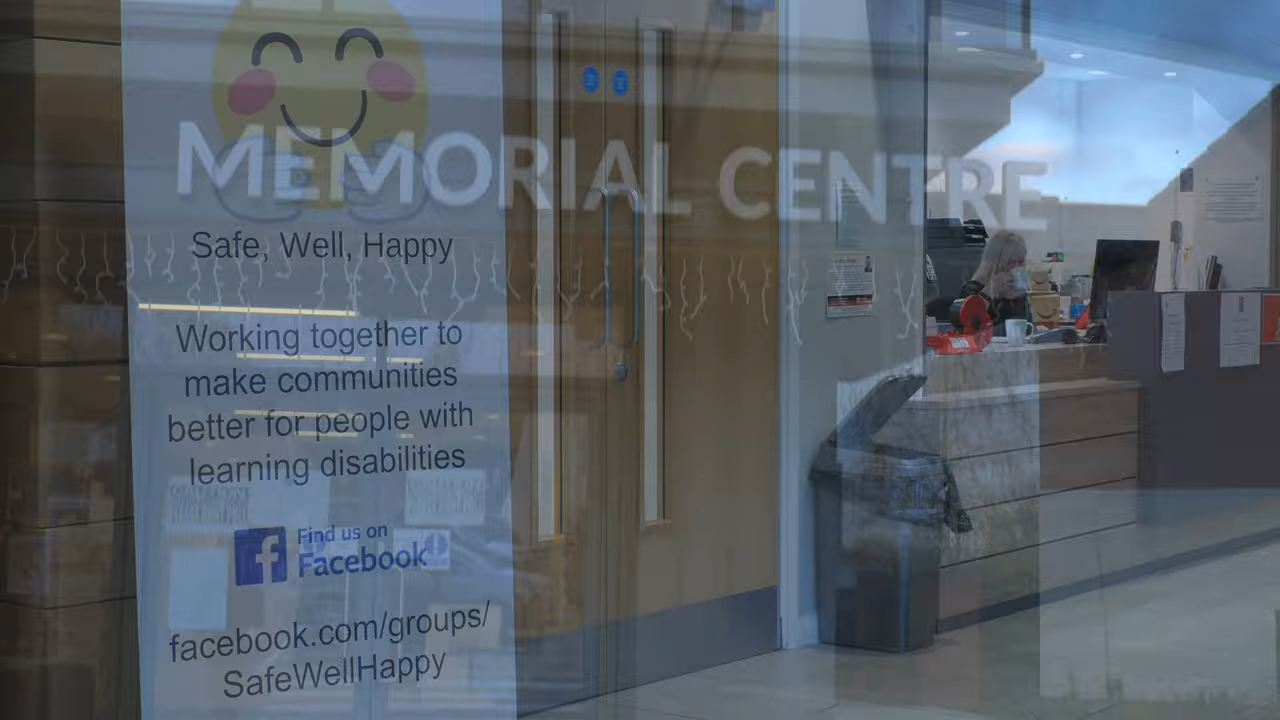 MEMORIAL CENTRE
Safe, Well, Happy
Working together to
make communities
better for people with
learning disabilities
Find us on
Facebook
facebook.com/groups/
SafeWellHappy